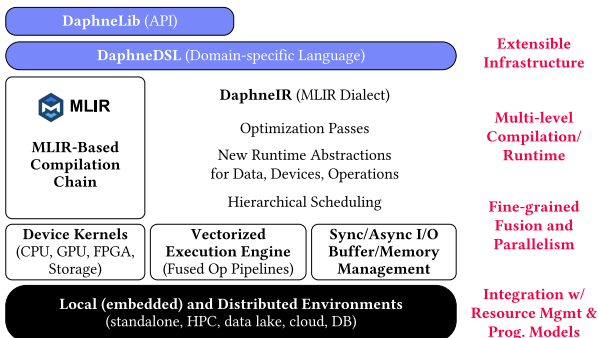 DaphneLib (API)
DaphneDSL (Domain-specific Language)
Extensible
Infrastructure
MLIR
MLIR-Based
Compilation
Chain
DaphneIR (MLIR Dialect)
Optimization Passes
New Runtime Abstractions
for Data, Devices, Operations
Hierarchical Scheduling
Multi-level
Compilation/
Runtime
Device Kernels
(CPU, GPU, FPGA,
Storage)
Vectorized
Execution Engine
(Fused Op Pipelines)
Sync/Async I/O
Buffer/Memory
Management
Fine-grained
Fusion and
Parallelism
Local (embedded) and Distributed Environments
(standalone, HPC, data lake, cloud, DB)
Integration w/
Resource Mgmt &
Prog. Models